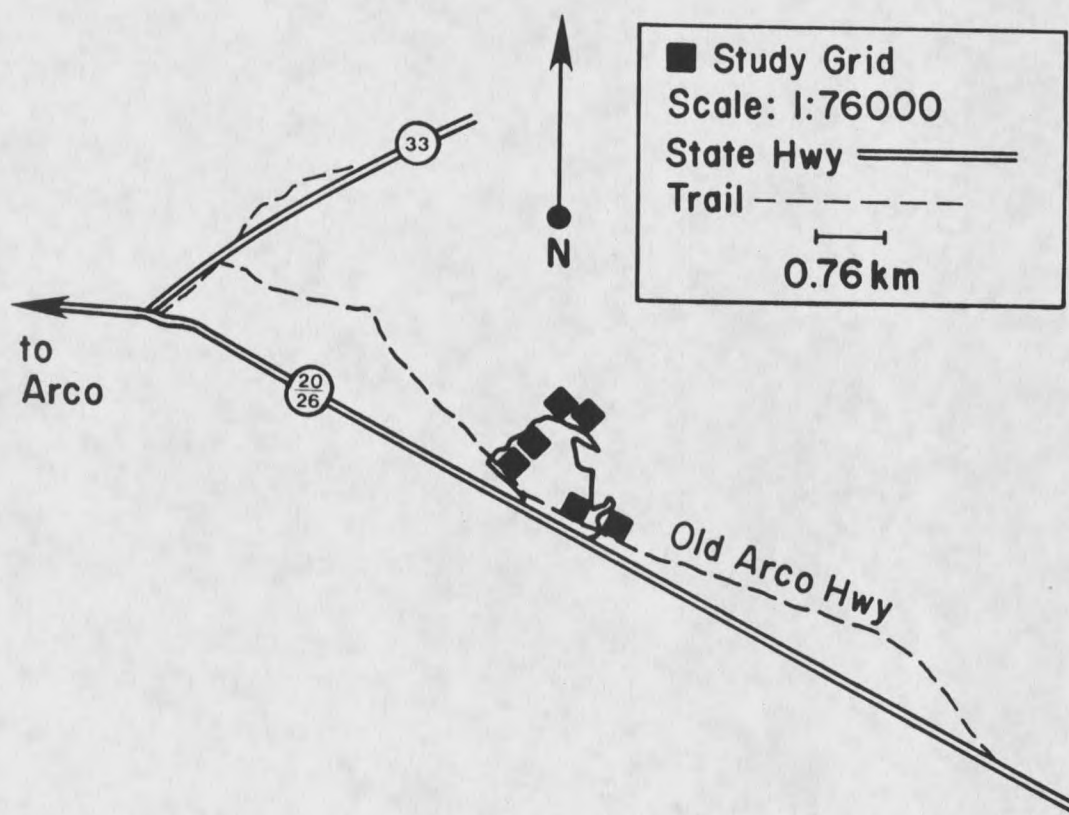 Study Grid
Scale: 1:76000
State Hwy
Trail
0.76 km
N
33
to
Arco
20
26
Old Arco Hwy